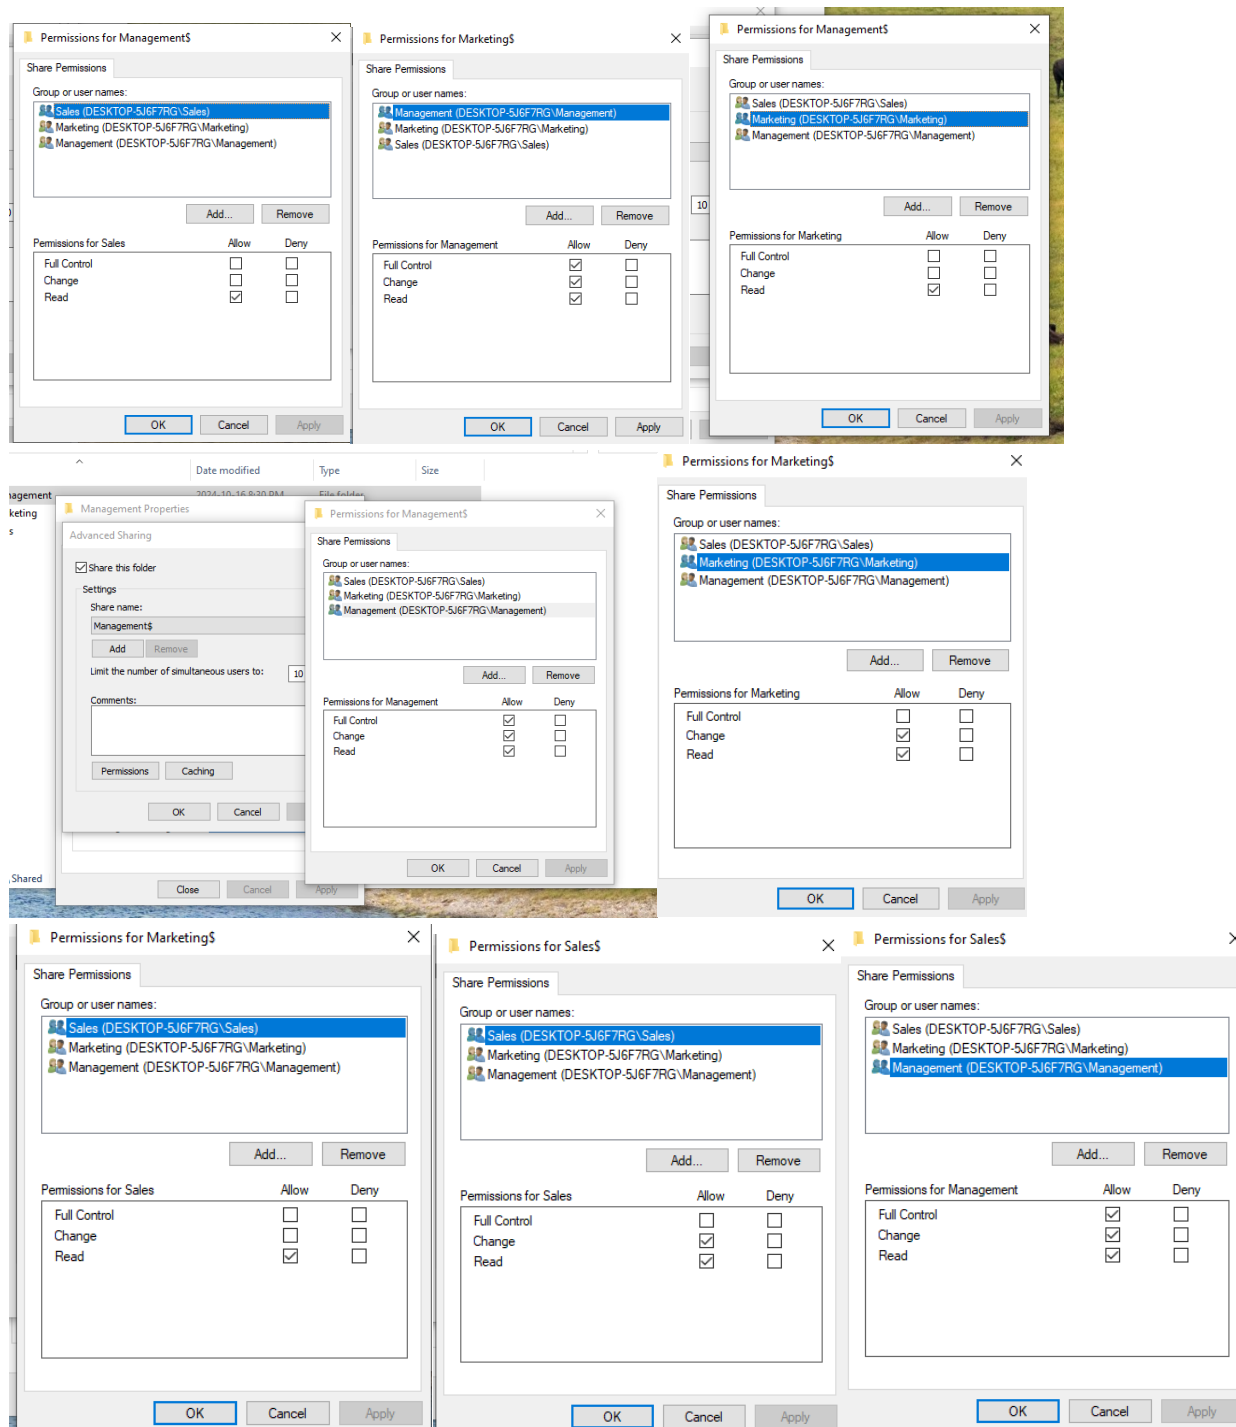 Permissions for Management$
Share Permissions
Group or user names:
Sales (DESKTOP-5J6F7RG\Sales)
Marketing (DESKTOP-5J6F7RG\Marketing)
Management (DESKTOP-5J6F7RG\Management)
Add... Remove
Permissions for Sales Allow Deny
Full Control
Change
Read
OK Cancel Apply
Permissions for Marketing$
Share Permissions
Group or user names:
Management (DESKTOP-5J6F7RG\Management)
Marketing (DESKTOP-5J6F7RG\Marketing)
Sales (DESKTOP-5J6F7RG\Sales)
Add... Remove
Permissions for Management Allow Deny
Full Control
Change
Read
OK Cancel Apply
10
Permissions for Management$
Share Permissions
Group or user names:
Sales (DESKTOP-5J6F7RG\Sales)
Marketing (DESKTOP-5J6F7RG\Marketing)
Management (DESKTOP-5J6F7RG\Management)
Add... Remove
Permissions for Marketing Allow Deny
Full Control
Change
Read
OK Cancel Apply
Date modified Type Size
nagement 2024-10-16 8:30 PM File folder
keting
s
Shared
Management Properties
Advanced Sharing
Share this folder
Settings
Share name:
Management$
Add Remove
Limit the number of simultaneous users to: 10
Comments:
Permissions Caching
OK Cancel
Close Cancel Apply
Permissions for Management$
Share Permissions
Group or user names:
Sales (DESKTOP-5J6F7RG\Sales)
Marketing (DESKTOP-5J6F7RG\Marketing)
Management (DESKTOP-5J6F7RG\Management)
Add... Remove
Permissions for Management Allow Deny
Full Control
Change
Read
OK Cancel Apply
Permissions for Marketing$
Share Permissions
Group or user names:
Sales (DESKTOP-5J6F7RG\Sales)
Marketing (DESKTOP-5J6F7RG\Marketing)
Management (DESKTOP-5J6F7RG\Management)
Add... Remove
Permissions for Marketing Allow Deny
Full Control
Change
Read
OK Cancel Apply
Permissions for Marketing$
Share Permissions
Group or user names:
Sales (DESKTOP-5J6F7RG\Sales)
Marketing (DESKTOP-5J6F7RG\Marketing)
Management (DESKTOP-5J6F7RG\Management)
Add... Remove
Permissions for Sales Allow Deny
Full Control
Change
Read
OK Cancel Apply
Permissions for Sales$
Share Permissions
Group or user names:
Sales (DESKTOP-5J6F7RG\Sales)
Marketing (DESKTOP-5J6F7RG\Marketing)
Management (DESKTOP-5J6F7RG\Management)
Add... Remove
Permissions for Sales Allow Deny
Full Control
Change
Read
OK Cancel Apply
Permissions for Sales$
Share Permissions
Group or user names:
Sales (DESKTOP-5J6F7RG\Sales)
Marketing (DESKTOP-5J6F7RG\Marketing)
Management (DESKTOP-5J6F7RG\Management)
Add... Remove
Permissions for Management Allow Deny
Full Control
Change
Read
OK Cancel Apply